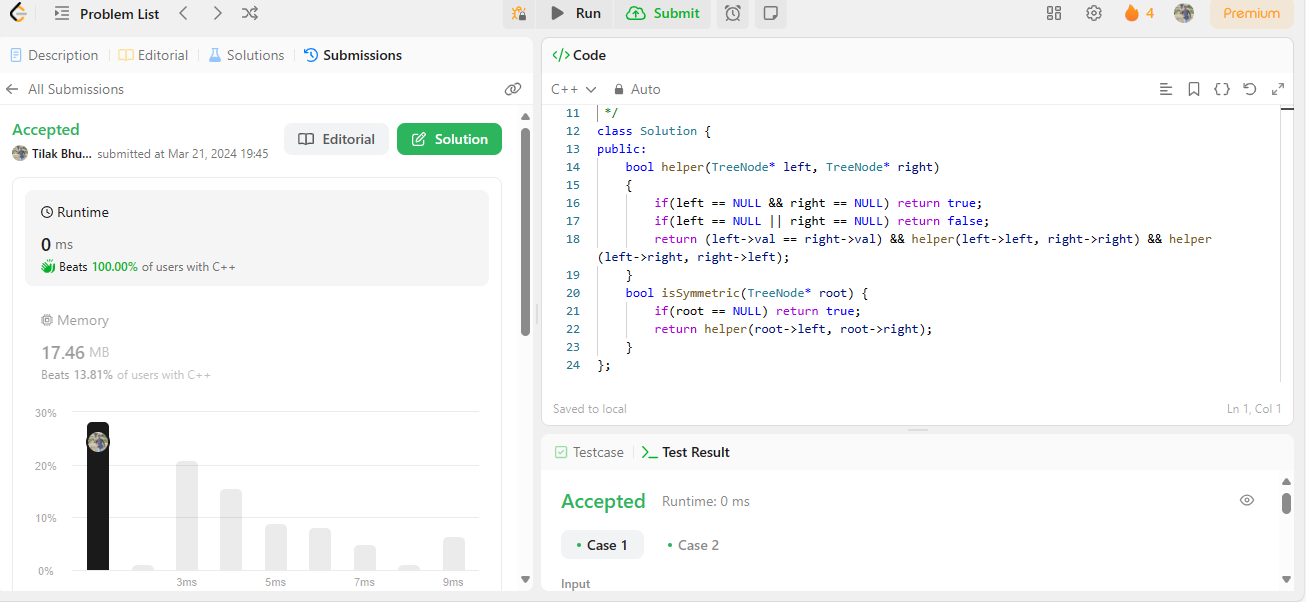 Problem List
Run
Submit
4
Premium
Description
Editorial
Solutions
Submissions
All Submissions
Accepted
Editorial
Solution
Tilak Bhu... submitted at Mar 21, 2024 19:45
Runtime
0 ms
Beats 100.00% of users with C++
Memory
17.46 MB
Beats 13.81% of users with C++
30%
20%
10%
0%
3ms 5ms 7ms 9ms
</> Code
C++ Auto
11 */
12 class Solution {
13 public:
14 bool helper(TreeNode* left, TreeNode* right)
15 {
16 if(left == NULL && right == NULL) return true;
17 if(left == NULL || right == NULL) return false;
18 return (left->val == right->val) && helper(left->left, right->right) && helper
(left->right, right->left);
19 }
20 bool isSymmetric(TreeNode* root) {
21 if(root == NULL) return true;
22 return helper(root->left, root->right);
23 }
24 };
Saved to local
Ln 1, Col 1
Testcase
Test Result
Accepted Runtime: 0 ms
• Case 1 • Case 2
Input